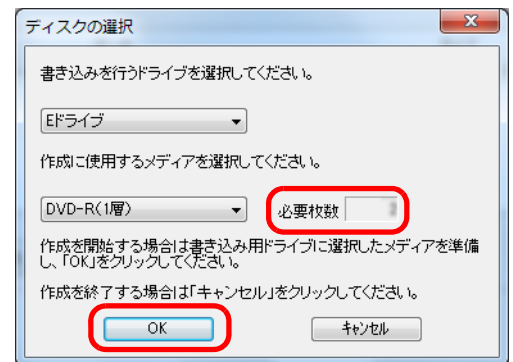 ディスクの選択
書き込みを行うドライブを選択してください。
Eドライブ
作成に使用するメディアを選択してください。
DVD-R(1層)
必要枚数
作成を開始する場合は書き込み用ドライブに選択したメディアを準備
し、「OK」をクリックしてください。
作成を終了する場合は「キャンセル」をクリックしてください。
OK
キャンセル